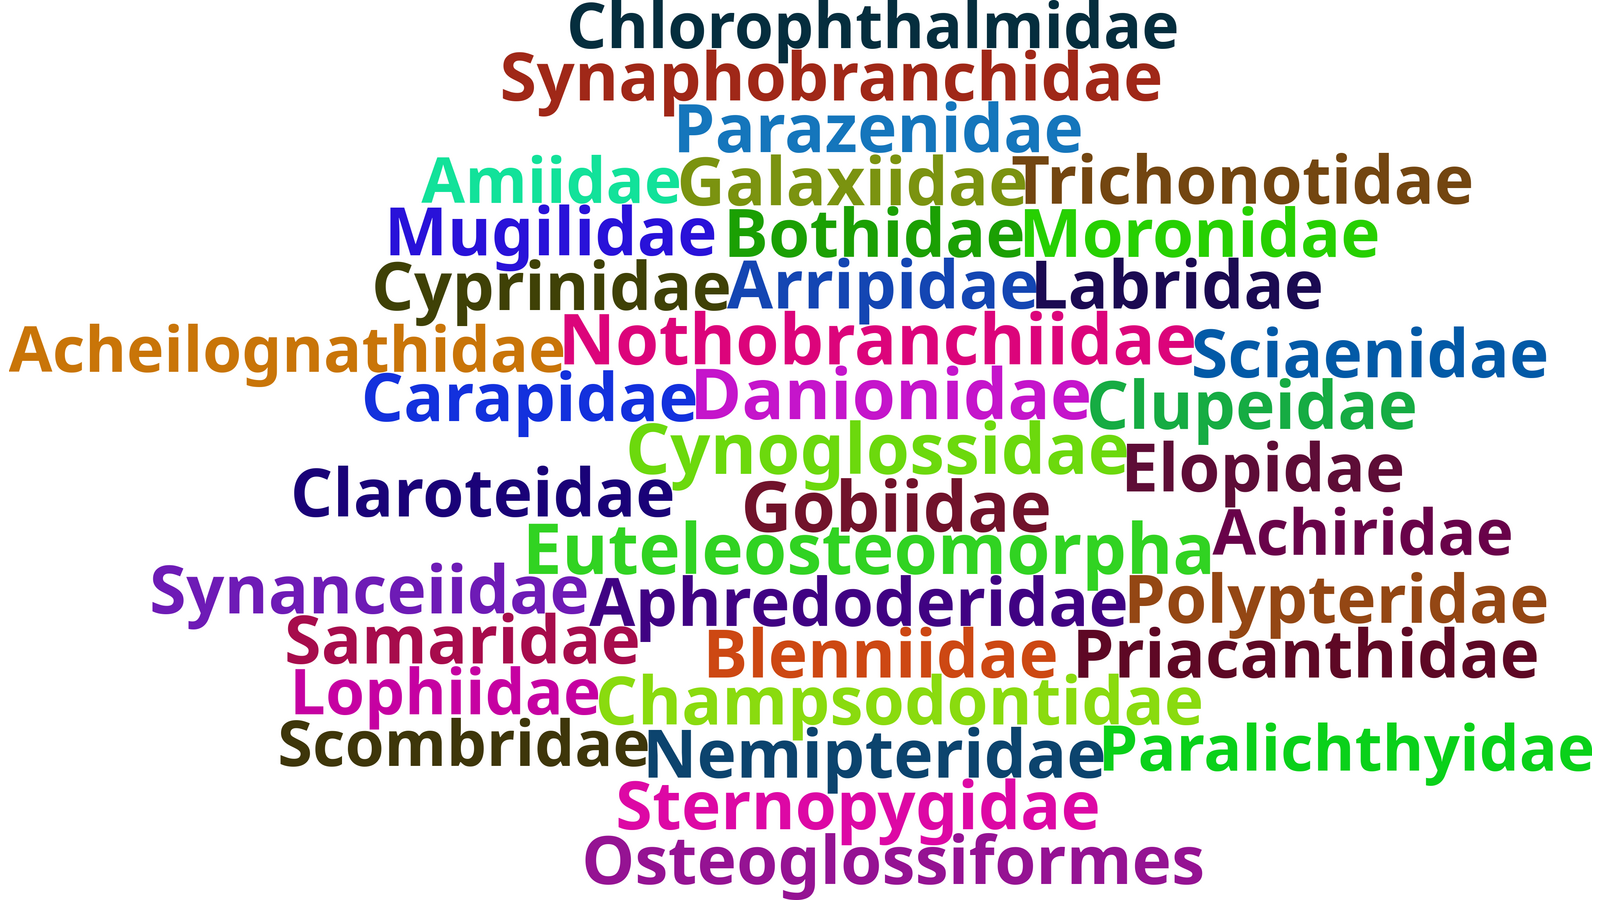 Chlorophthalmidae
Synaphobranchidae
Parazenidae
Amiidae Galaxiidae Trichonotidae
Mugilidae Bothidae Moronidae
Cyprinidae Arripidae Labridae
Acheilognathidae Nothobranchiidae Sciaenidae
Carapidae Danionidae Clupeidae
Cynoglossidae Elopidae
Claroteidae Gobiidae
Euteleosteomorpha Achiridae
Synanceiidae Aphredoderidae Polypteridae
Samaridae Blenniidae Priacanthidae
Lophiidae Champsodontidae
Scombridae Nemipteridae Paralichthyidae
Sternopygidae
Osteoglossiformes